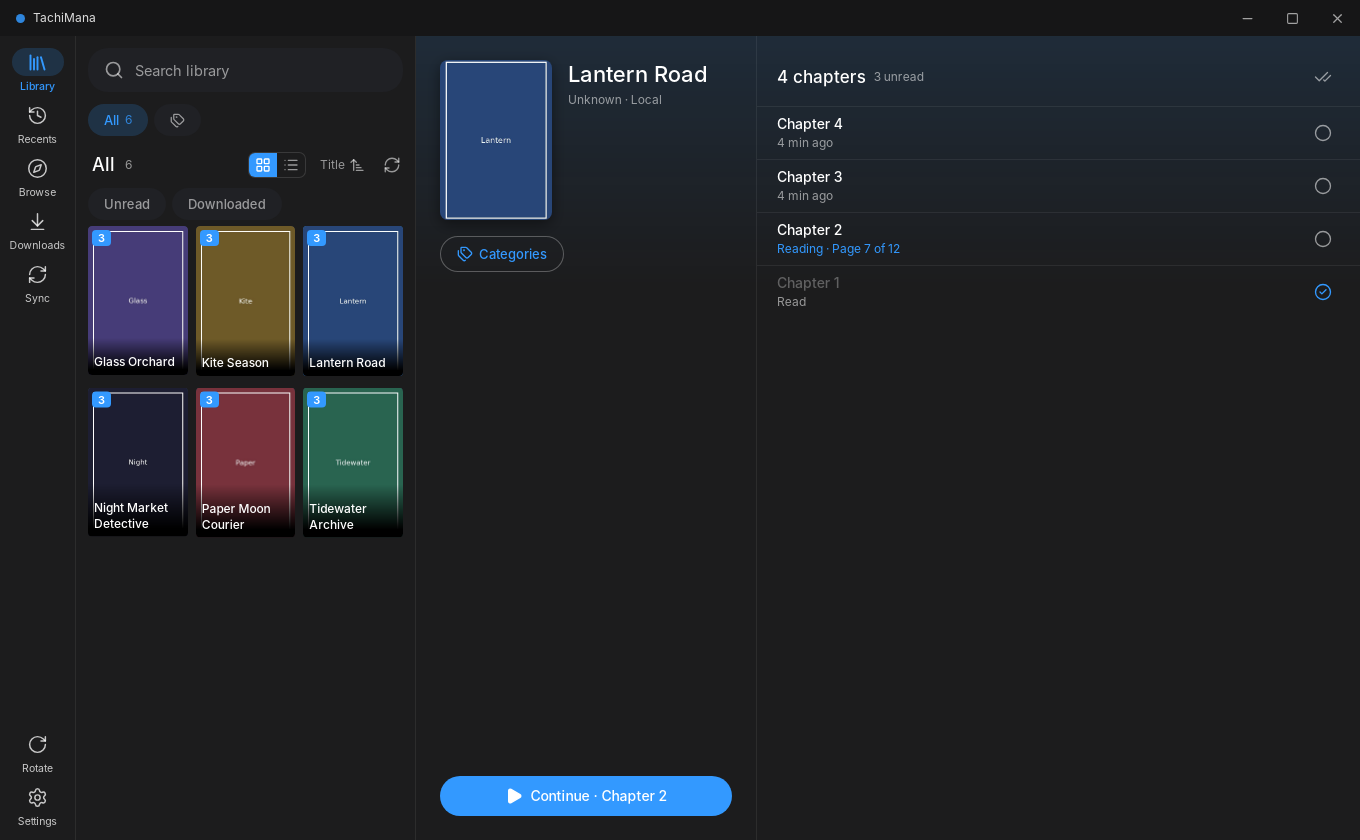 TachiMana
Library
Recents
Browse
Downloads
Sync
Rotate
Settings
Search library
All 6
All 6
Title
Unread
Downloaded
3
Glass
Glass Orchard
3
Kite
Kite Season
3
Lantern
Lantern Road
3
Night
Night Market
Detective
3
Paper
Paper Moon
Courier
3
Tidewater
Tidewater
Archive
Lantern
Lantern Road
Unknown · Local
Categories
Continue · Chapter 2
4 chapters 3 unread
Chapter 4
4 min ago
Chapter 3
4 min ago
Chapter 2
Reading · Page 7 of 12
Chapter 1
Read